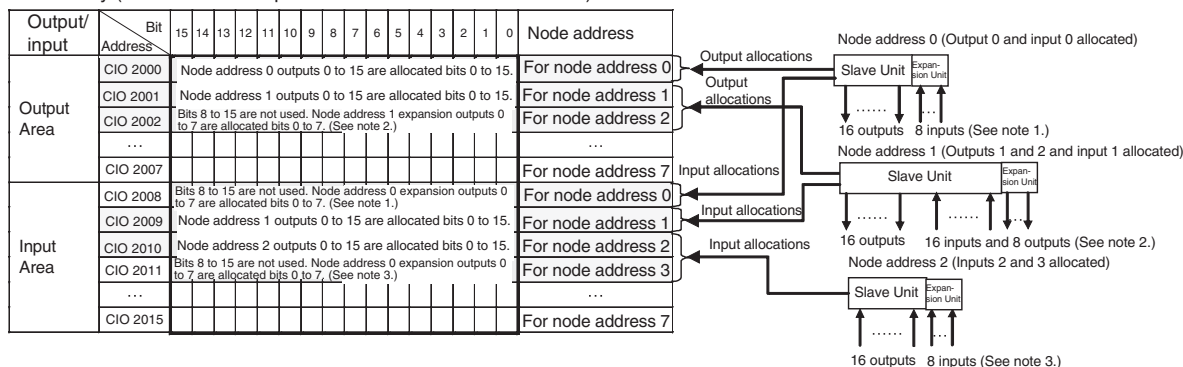 Output/
input
Bit
Address
15 14 13 12 11 10 9 8 7 6 5 4 3 2 1 0
Node address
Output
Area
CIO 2000
Node address 0 outputs 0 to 15 are allocated bits 0 to 15.
For node address 0
CIO 2001
Node address 1 outputs 0 to 15 are allocated bits 0 to 15.
For node address 1
CIO 2002
Bits 8 to 15 are not used. Node address 1 expansion outputs 0
to 7 are allocated bits 0 to 7. (See note 2.)
For node address 2
...
...
CIO 2007
For node address 7
Input
Area
CIO 2008
Bits 8 to 15 are not used. Node address 0 expansion outputs 0
to 7 are allocated bits 0 to 7. (See note 1.)
For node address 0
CIO 2009
Node address 1 outputs 0 to 15 are allocated bits 0 to 15.
For node address 1
CIO 2010
Node address 2 outputs 0 to 15 are allocated bits 0 to 15.
For node address 2
CIO 2011
Bits 8 to 15 are not used. Node address 0 expansion outputs 0
to 7 are allocated bits 0 to 7, (See note 3.)
For node address 3
...
...
CIO 2015
For node address 7
Output allocations
Output
allocations
Input allocations
Input allocations
Input allocations
Node address 0 (Output 0 and input 0 allocated)
Slave Unit
Expan-
sion Unit
......
...
16 outputs 8 inputs (See note 1.)
Node address 1 (Outputs 1 and 2 and input 1 allocated)
Slave Unit
Expan-
sion Unit
......
......
...
16 outputs 16 inputs and 8 outputs (See note 2.)
Node address 2 (Inputs 2 and 3 allocated)
Slave Unit
Expan-
sion Unit
......
...
16 outputs 8 inputs (See note 3.)